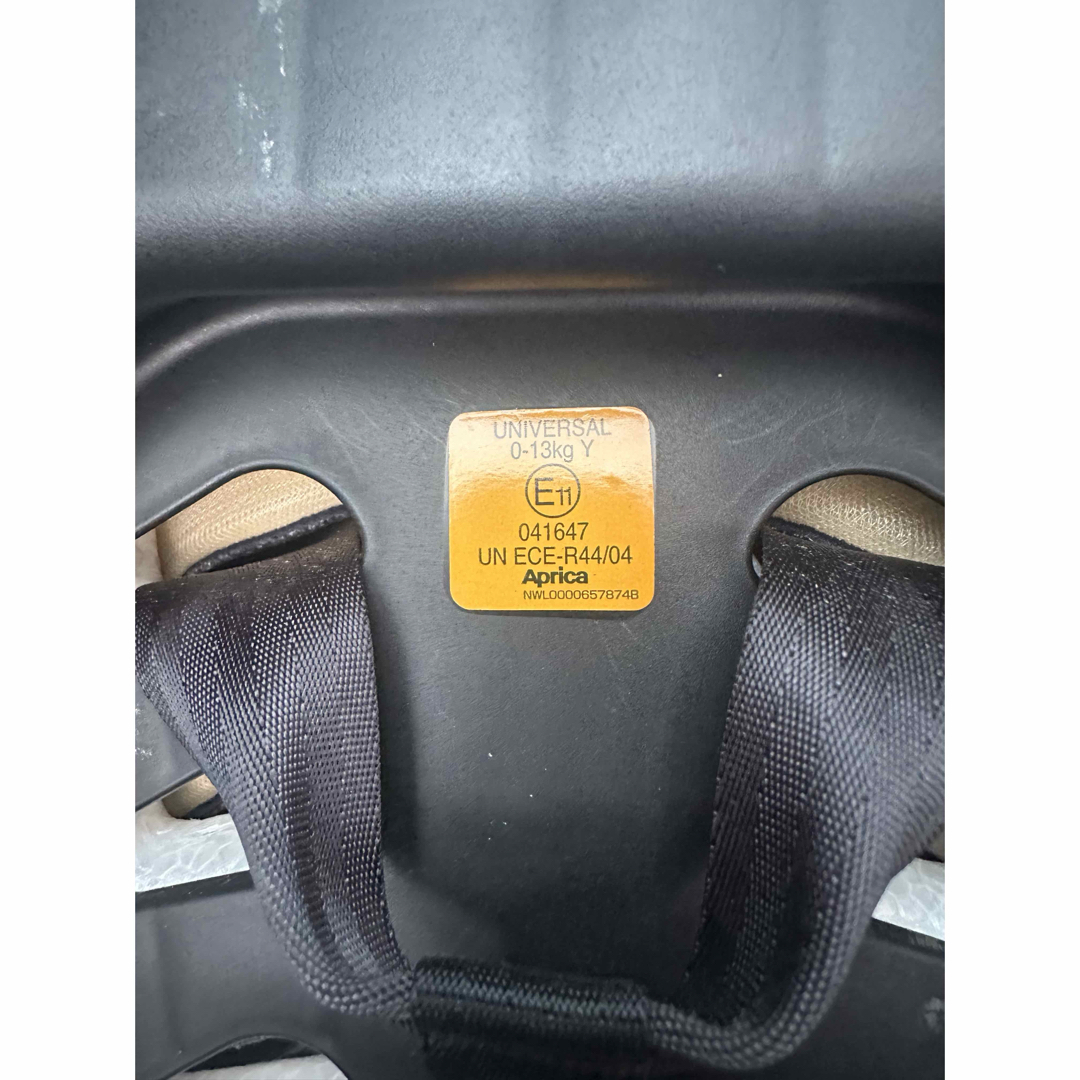 UNIVERSAL
0-13kg Y
E11
041647
UN ECE-R44/04
Aprica
NWL0000657874B